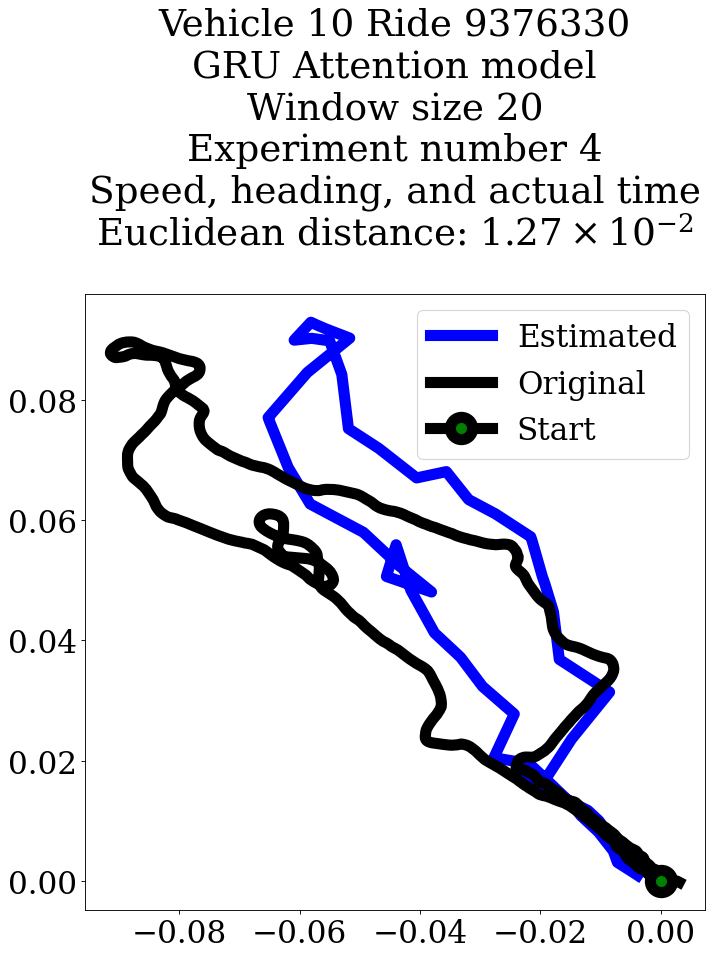 Vehicle 10 Ride 9376330
GRU Attention model
Window size 20
Experiment number 4
Speed, heading, and actual time
Euclidean distance: 1.27 × 10⁻²
Estimated
Original
Start
0.08
0.06
0.04
0.02
0.00
−0.08 −0.06 −0.04 −0.02 0.00